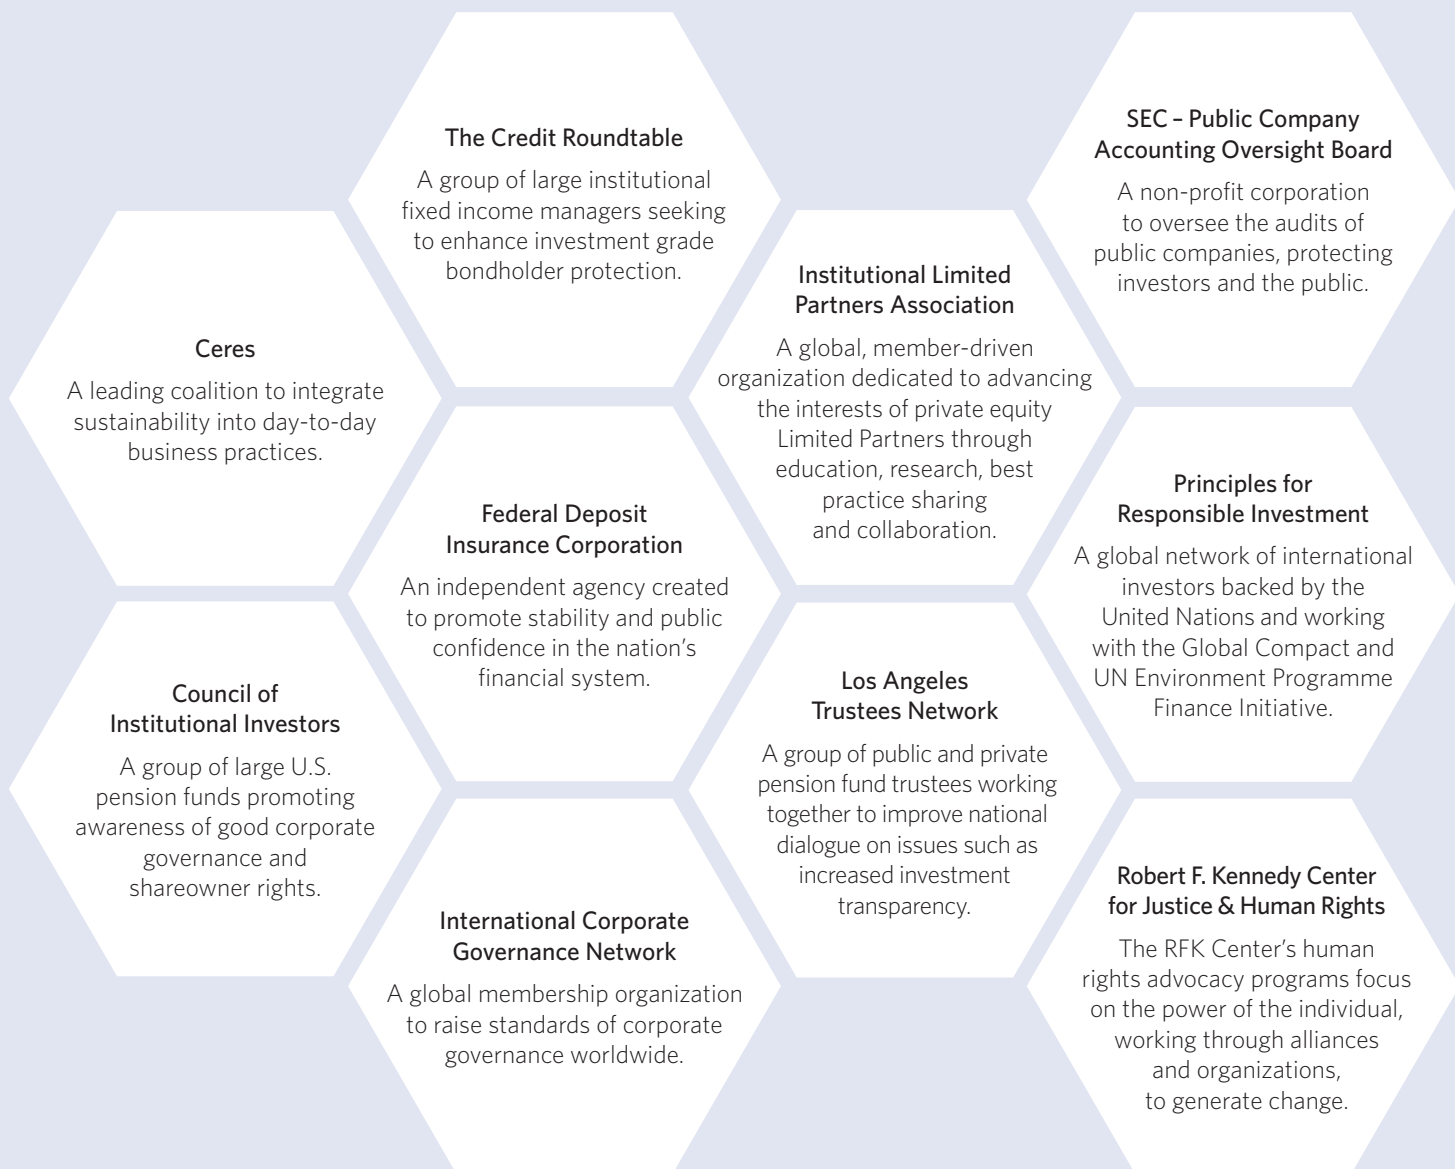 The Credit Roundtable
A group of large institutional
fixed income managers seeking
to enhance investment grade
bondholder protection.
SEC – Public Company
Accounting Oversight Board
A non-profit corporation
to oversee the audits of
public companies, protecting
investors and the public.
Ceres
A leading coalition to integrate
sustainability into day-to-day
business practices.
Institutional Limited
Partners Association
A global, member-driven
organization dedicated to advancing
the interests of private equity
Limited Partners through
education, research, best
practice sharing
and collaboration.
Federal Deposit
Insurance Corporation
An independent agency created
to promote stability and public
confidence in the nation's
financial system.
Principles for
Responsible Investment
A global network of international
investors backed by the
United Nations and working
with the Global Compact and
UN Environment Programme
Finance Initiative.
Council of
Institutional Investors
A group of large U.S.
pension funds promoting
awareness of good corporate
governance and
shareowner rights.
Los Angeles
Trustees Network
A group of public and private
pension fund trustees working
together to improve national
dialogue on issues such as
increased investment
transparency.
International Corporate
Governance Network
A global membership organization
to raise standards of corporate
governance worldwide.
Robert F. Kennedy Center
for Justice & Human Rights
The RFK Center's human
rights advocacy programs focus
on the power of the individual,
working through alliances
and organizations,
to generate change.